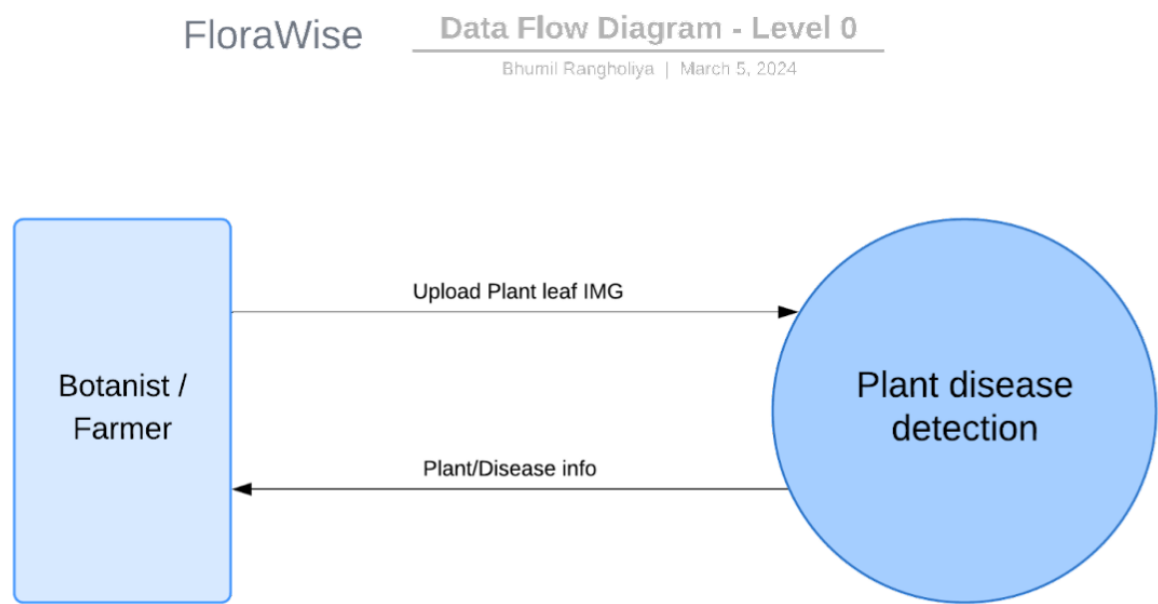 FloraWise
Data Flow Diagram - Level 0
Bhumil Rangholiya | March 5, 2024
Upload Plant leaf IMG
Botanist /
Farmer
Plant disease
detection
Plant/Disease info